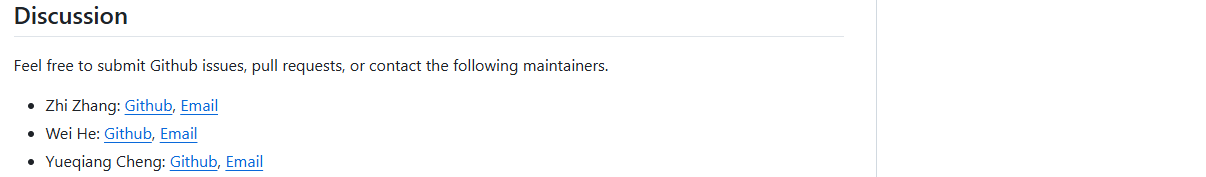 Discussion
Feel free to submit Github issues, pull requests, or contact the following maintainers.
• Zhi Zhang: Github, Email
• Wei He: Github, Email
• Yueqiang Cheng: Github, Email